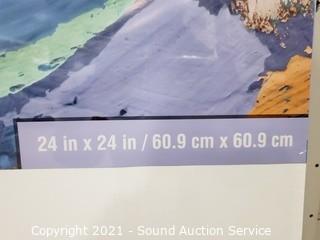 24 in x 24 in / 60.9 cm x 60.9 cm
Copyright 2021 - Sound Auction Service